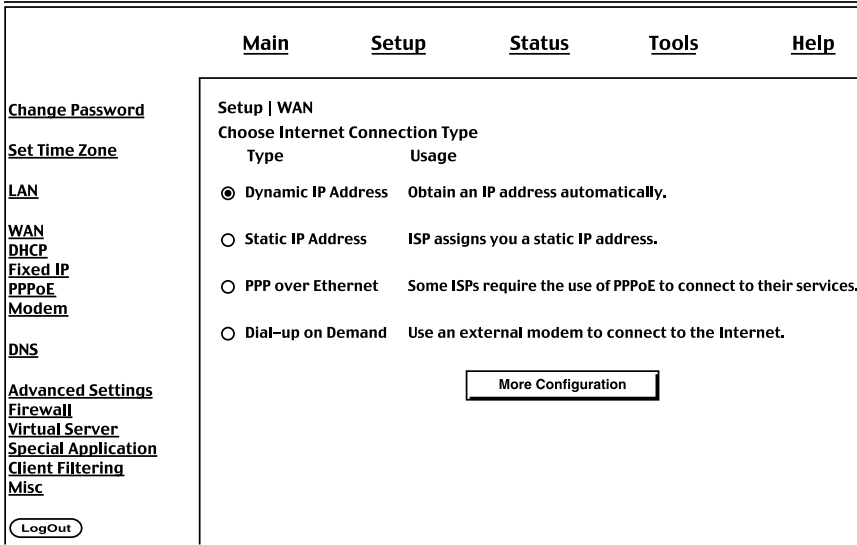 Main Setup Status Tools Help
Change Password
Set Time Zone
LAN
WAN
DHCP
Fixed IP
PPPoE
Modem
DNS
Advanced Settings
Firewall
Virtual Server
Special Application
Client Filtering
Misc
LogOut
Setup | WAN
Choose Internet Connection Type
Type Usage
Dynamic IP Address Obtain an IP address automatically.
Static IP Address ISP assigns you a static IP address.
PPP over Ethernet Some ISPs require the use of PPPoE to connect to their services.
Dial-up on Demand Use an external modem to connect to the Internet.
More Configuration